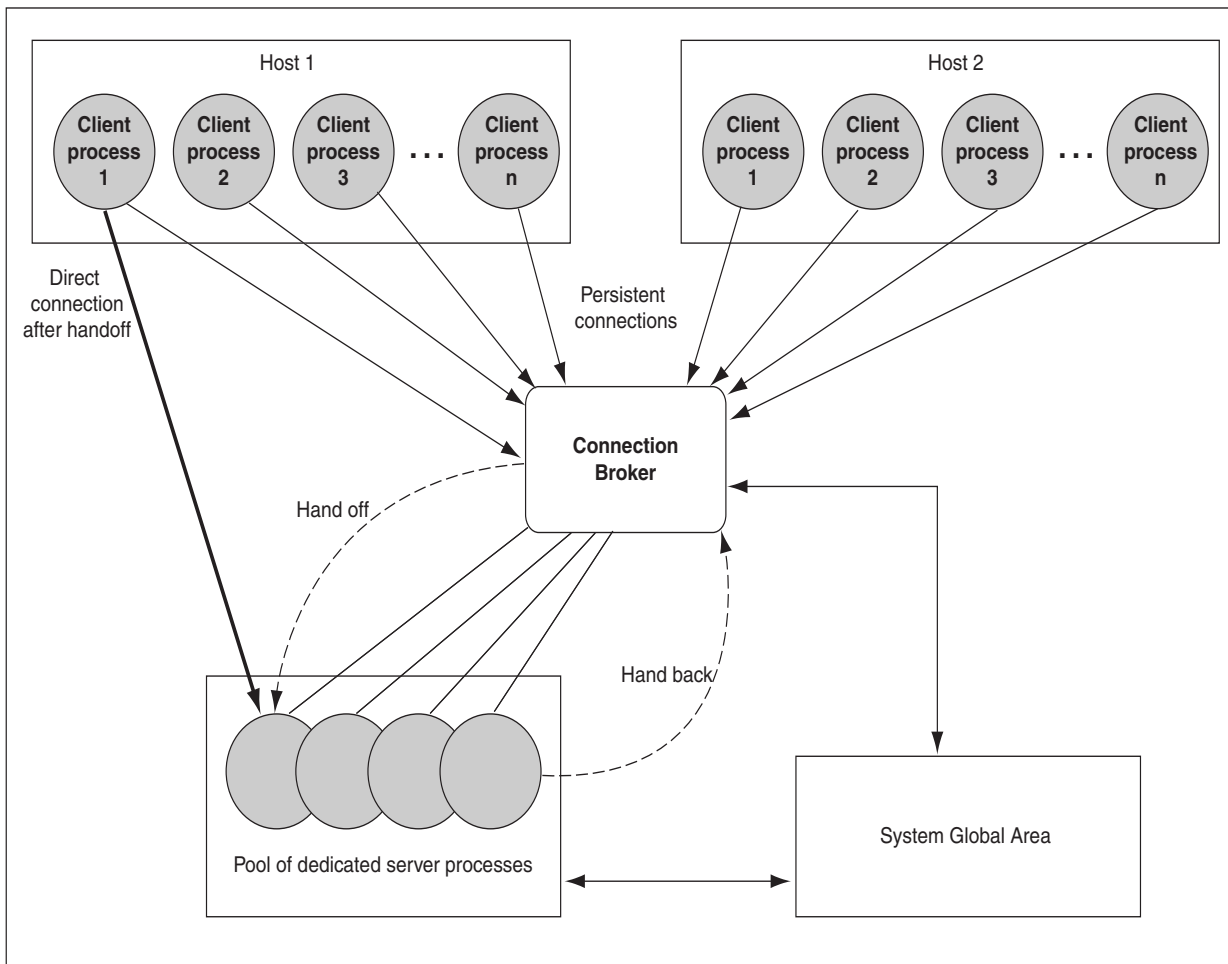 Host 1
Client
process
1
Client
process
2
Client
process
3
...
Client
process
n
Host 2
Client
process
1
Client
process
2
Client
process
3
...
Client
process
n
Direct
connection
after handoff
Persistent
connections
Connection
Broker
Hand off
Hand back
Pool of dedicated server processes
System Global Area